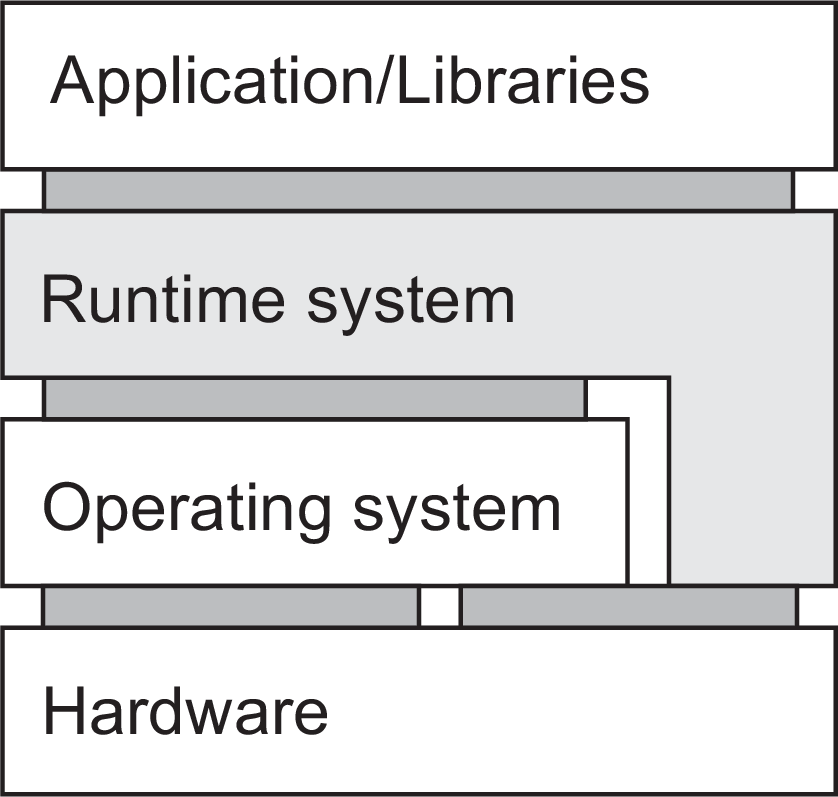 Application/Libraries
Runtime system
Operating system
Hardware